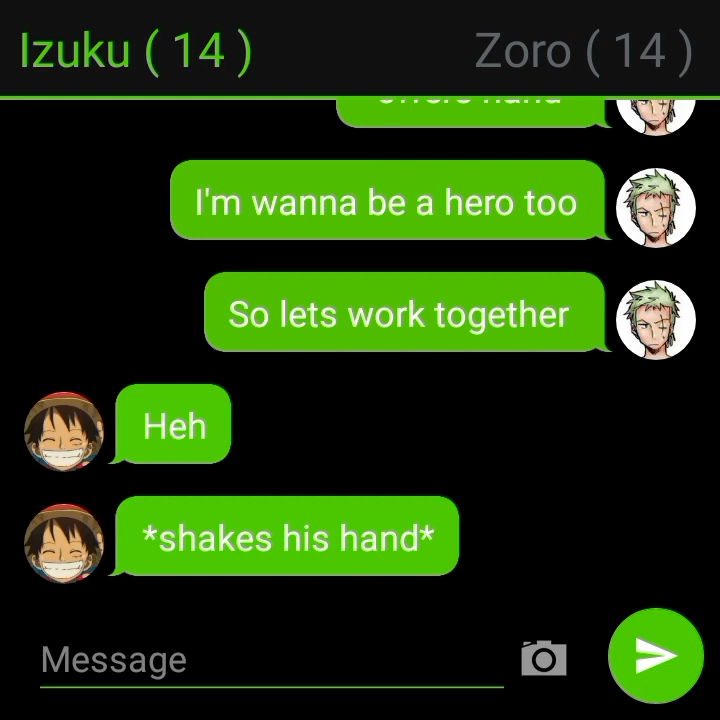 Izuku ( 14 )
Zoro ( 14 )
I'm wanna be a hero too
So lets work together
Heh
*shakes his hand*
Message